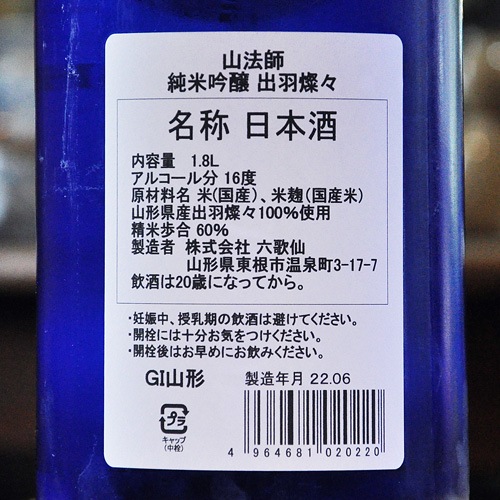 山法師
純米吟醸 出羽燦々
名称 日本酒
内容量 1.8L
アルコール分 16度
原材料名 米(国産)、米麹(国産米)
山形県産出羽燦々100%使用
精米歩合 60%
製造者 株式会社 六歌仙
山形県東根市温泉町3-17-7
飲酒は20歳になってから。
・妊娠中、授乳期の飲酒は避けてください。
・開栓には十分お気をつけください。
・開栓後はお早めにお飲みください。
GI山形 製造年月 22.06
プラ
キャップ
(中栓)
4 964681 020220